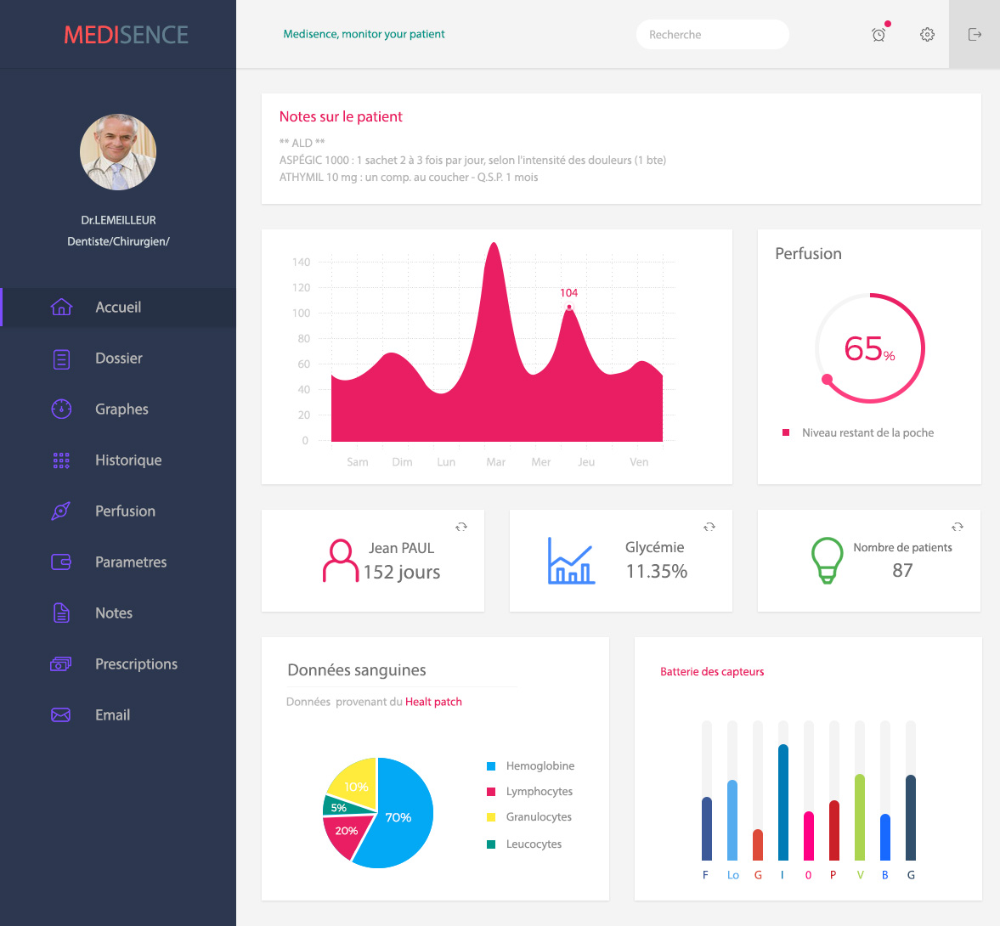 MEDISENCE
Medisence, monitor your patient
Recherche
Dr.LEMEILLEUR
Dentiste/Chirurgien/
Accueil
Dossier
Graphes
Historique
Perfusion
Parametres
Notes
Prescriptions
Email
Notes sur le patient
** ALD **
ASPÉGIC 1000 : 1 sachet 2 à 3 fois par jour, selon l'intensité des douleurs (1 bte)
ATHYMIL 10 mg : un comp. au coucher - Q.S.P. 1 mois
140
120
100
80
60
40
20
0
104
Sam Dim Lun Mar Mer Jeu Ven
Perfusion
65%
Niveau restant de la poche
Jean PAUL
152 jours
Glycémie
11.35%
Nombre de patients
87
Données sanguines
Données provenant du Healt patch
10%
5%
20%
70%
Hemoglobine
Lymphocytes
Granulocytes
Leucocytes
Batterie des capteurs
F Lo G I 0 P V B G